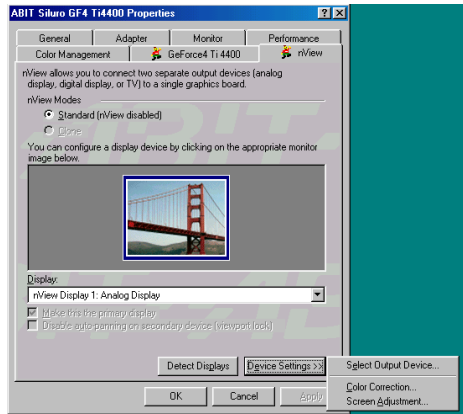 ABIT Siluro GF4 Ti4400 Properties
General Adapter Monitor Performance
Color Management GeForce4 Ti 4400 nView
nView allows you to connect two separate output devices (analog
display, digital display, or TV) to a single graphics board.
nView Modes
Standard (nView disabled)
Clone
You can configure a display device by clicking on the appropriate monitor
image below.
Display:
nView Display 1: Analog Display
Make this the primary display
Disable auto-panning on secondary device (viewport lock)
Detect Displays Device Settings >>
Select Output Device...
Color Correction...
Screen Adjustment...
OK Cancel Apply